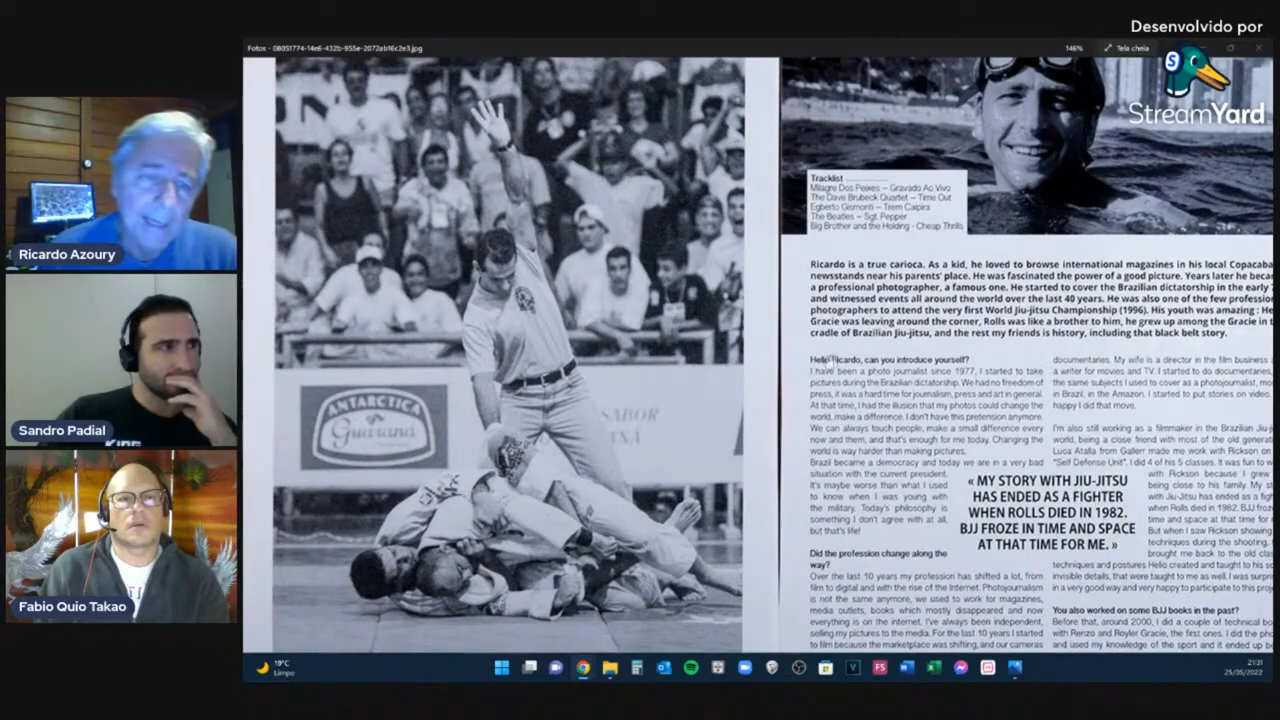 Desenvolvido por
StreamYard
Fotos - 08051774-14e6-432b-955e-2072ab16c2e3.jpg
146%
Tela cheia
Ricardo Azoury
Sandro Padial
Fabio Quio Takao
ANTARCTICA
Guaraná
SABOR
Tracklist
Milagre Dos Peixes – Gravado Ao Vivo
The Dave Brubeck Quartet – Time Out
Egberto Gismonti – Trem Caipira
The Beatles – Sgt. Pepper
Big Brother and the Holding - Cheap Thrills
Ricardo is a true carioca. As a kid, he loved to browse international magazines in his local Copacaba
newsstands near his parents' place. He was fascinated the power of a good picture. Years later he becam
a professional photographer, a famous one. He started to cover the Brazilian dictatorship in the early
and witnessed events all around the world over the last 40 years. He was also one of the few profession
photographers to attend the very first World Jiu-jitsu Championship (1996). His youth was amazing : He
Gracie was leaving around the corner, Rolls was like a brother to him, he grew up among the Gracie in t
cradle of Brazilian Jiu-jitsu, and the rest my friends is history, including that black belt story.
Ricardo, can you introduce yourself?
I have been a photo journalist since 1977, I started to take
pictures during the Brazilian dictatorship. We had no freedom of
press, it was a hard time for journalism, press and art in general.
At that time, I had the illusion that my photos could change the
world, make a difference. I don't have this pretension anymore.
We can always touch people, make a small difference every
now and them, and that's enough for me today. Changing the
world is way harder than making pictures.
Brazil became a democracy and today we are in a very bad
situation with the current president.
It's maybe worse than what I used
to know when I was young with
the military. Today's philosophy is
something I don't agree with at all,
but that's life!
Did the profession change along the
way?
Over the last 10 years my profession has shifted a lot, from
film to digital and with the rise of the Internet. Photojournalism
is not the same anymore, we used to work for magazines,
media outlets, books which mostly disappeared and now
everything is on the internet. I've always been independent,
selling my pictures to the media. For the last 10 years I started
to film because the marketplace was shifting, and our cameras
documentaries. My wife is a director in the film business
a writer for movies and TV. I started to do documentaries,
the same subjects I used to cover as a photojournalist, mos
in Brazil, in the Amazon. I started to put stories on video.
happy I did that move.
I'm also still working as a filmmaker in the Brazilian Jiu-j
world, being a close friend with most of the old generat
Luca Atalla from Gallerr made me work with Rickson on
"Self Defense Unit". I did 4 of his 5 classes. It was fun to w
with Rickson because I grew
being close to his family. My st
with Jiu-Jitsu has ended as a figh
when Rolls died in 1982. BJJ froze
time and space at that time for m
But when I saw Rickson showing
techniques during the shooting,
brought me back to the old clas
techniques and postures Hello created and taught to his so
invisible details, that were taught to me as well. I was surpris
in a very good way and very happy to participate to this proj
« MY STORY WITH JIU-JITSU
HAS ENDED AS A FIGHTER
WHEN ROLLS DIED IN 1982.
BJJ FROZE IN TIME AND SPACE
AT THAT TIME FOR ME. »
You also worked on some BJJ books in the past?
Before that, around 2000, I did a couple of technical bo
with Renzo and Royler Gracie, the first ones. I did the pho
and used my knowledge of the sport and it ended up be
19°C
Limpo
21:31
25/05/2022